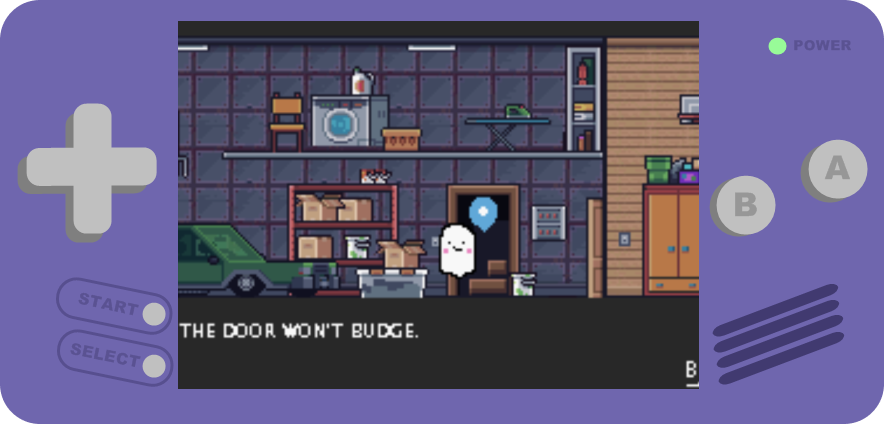 POWER
A
B
START
SELECT
THE DOOR WON'T BUDGE.
B